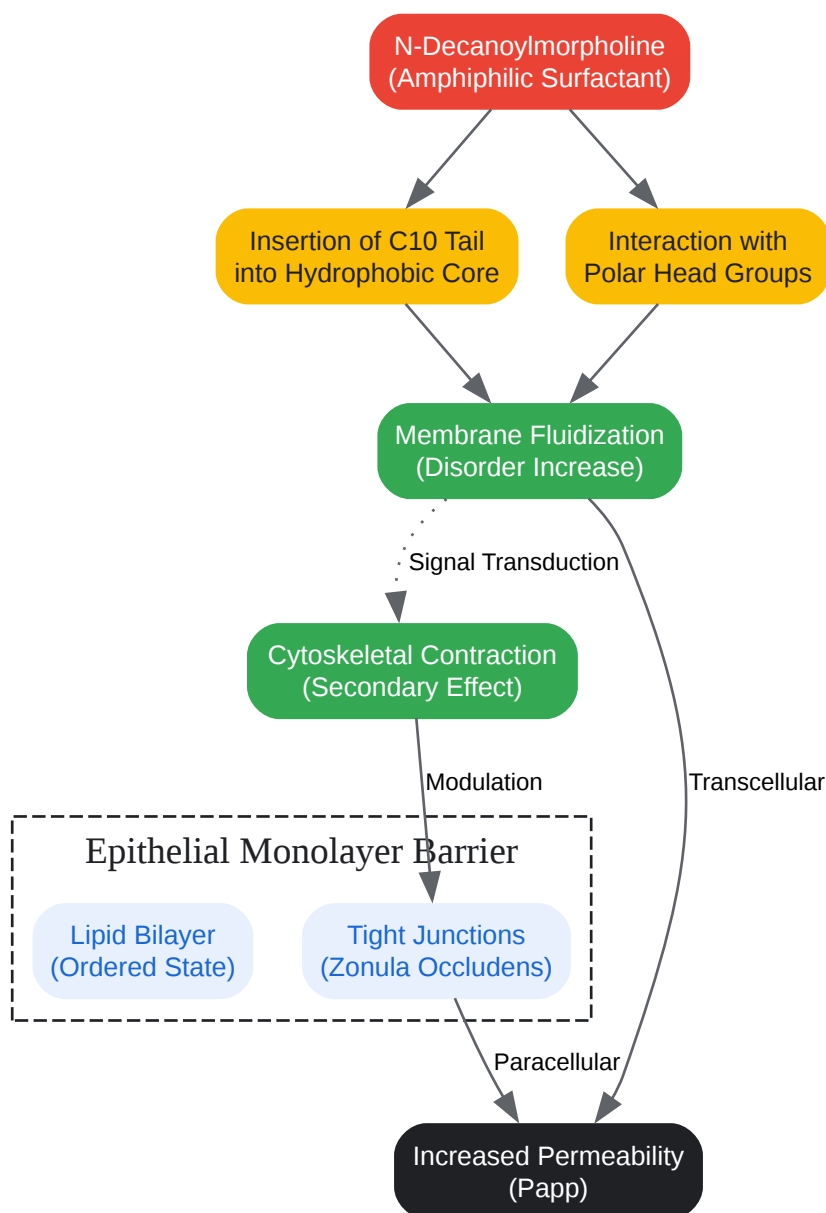 N-Decanoylmorpholine
(Amphiphilic Surfactant)
Insertion of C10 Tail
into Hydrophobic Core
Interaction with
Polar Head Groups
Membrane Fluidization
(Disorder Increase)
Signal Transduction
Cytoskeletal Contraction
(Secondary Effect)
Modulation
Transcellular
Epithelial Monolayer Barrier
Lipid Bilayer
(Ordered State)
Tight Junctions
(Zonula Occludens)
Paracellular
Increased Permeability
(Papp)